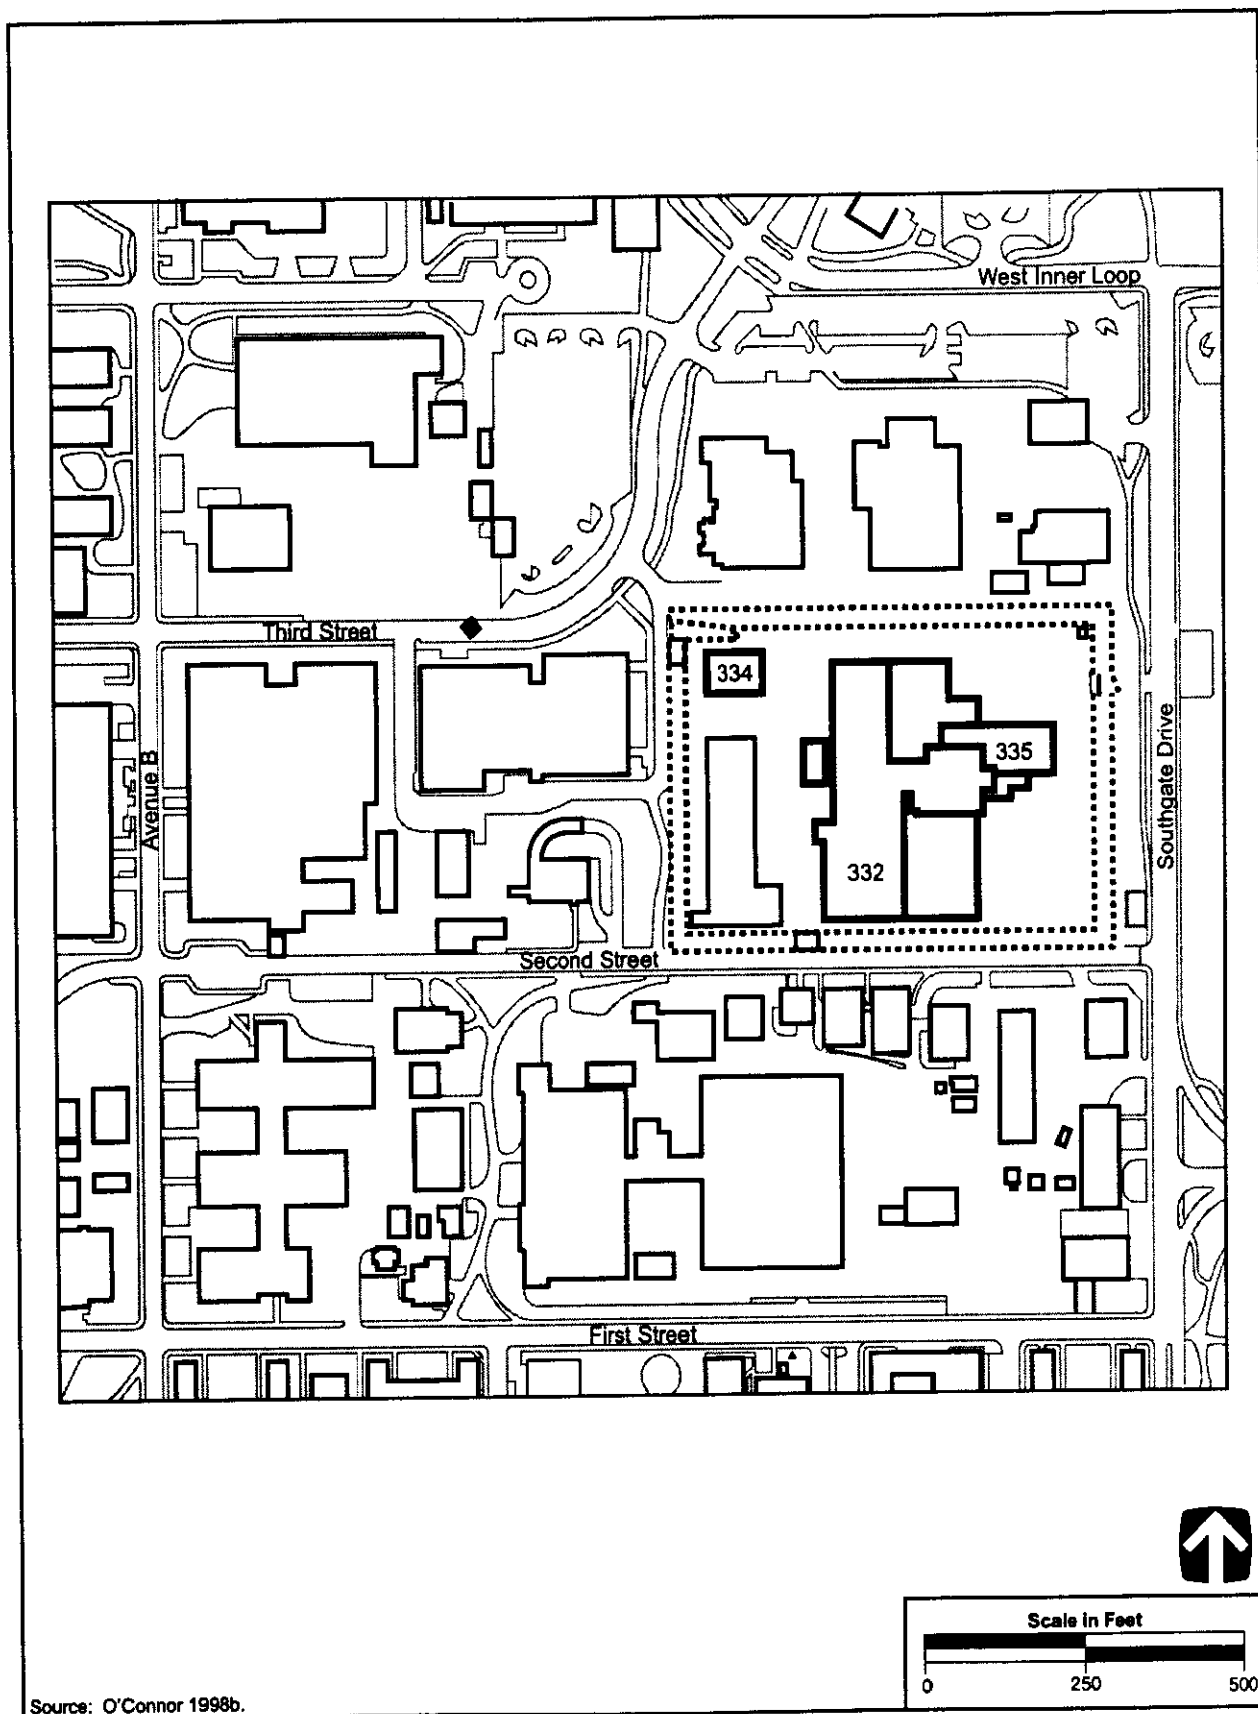 West Inner Loop
Third Street
334
335
Avenue B
Southgate Drive
332
Second Street
First Street
Scale in Feet
0 250 500
Source: O'Connor 1998b.